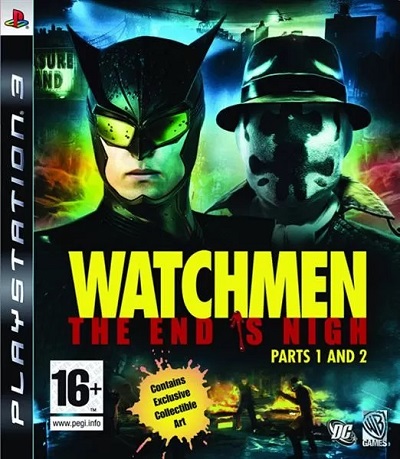 PLAYSTATION 3
SURE
AND
WATCHMEN
THE END IS NIGH
PARTS 1 AND 2
16+
www.pegi.info
Contains
Exclusive
Collectible
Art
DC
WB
GAMES